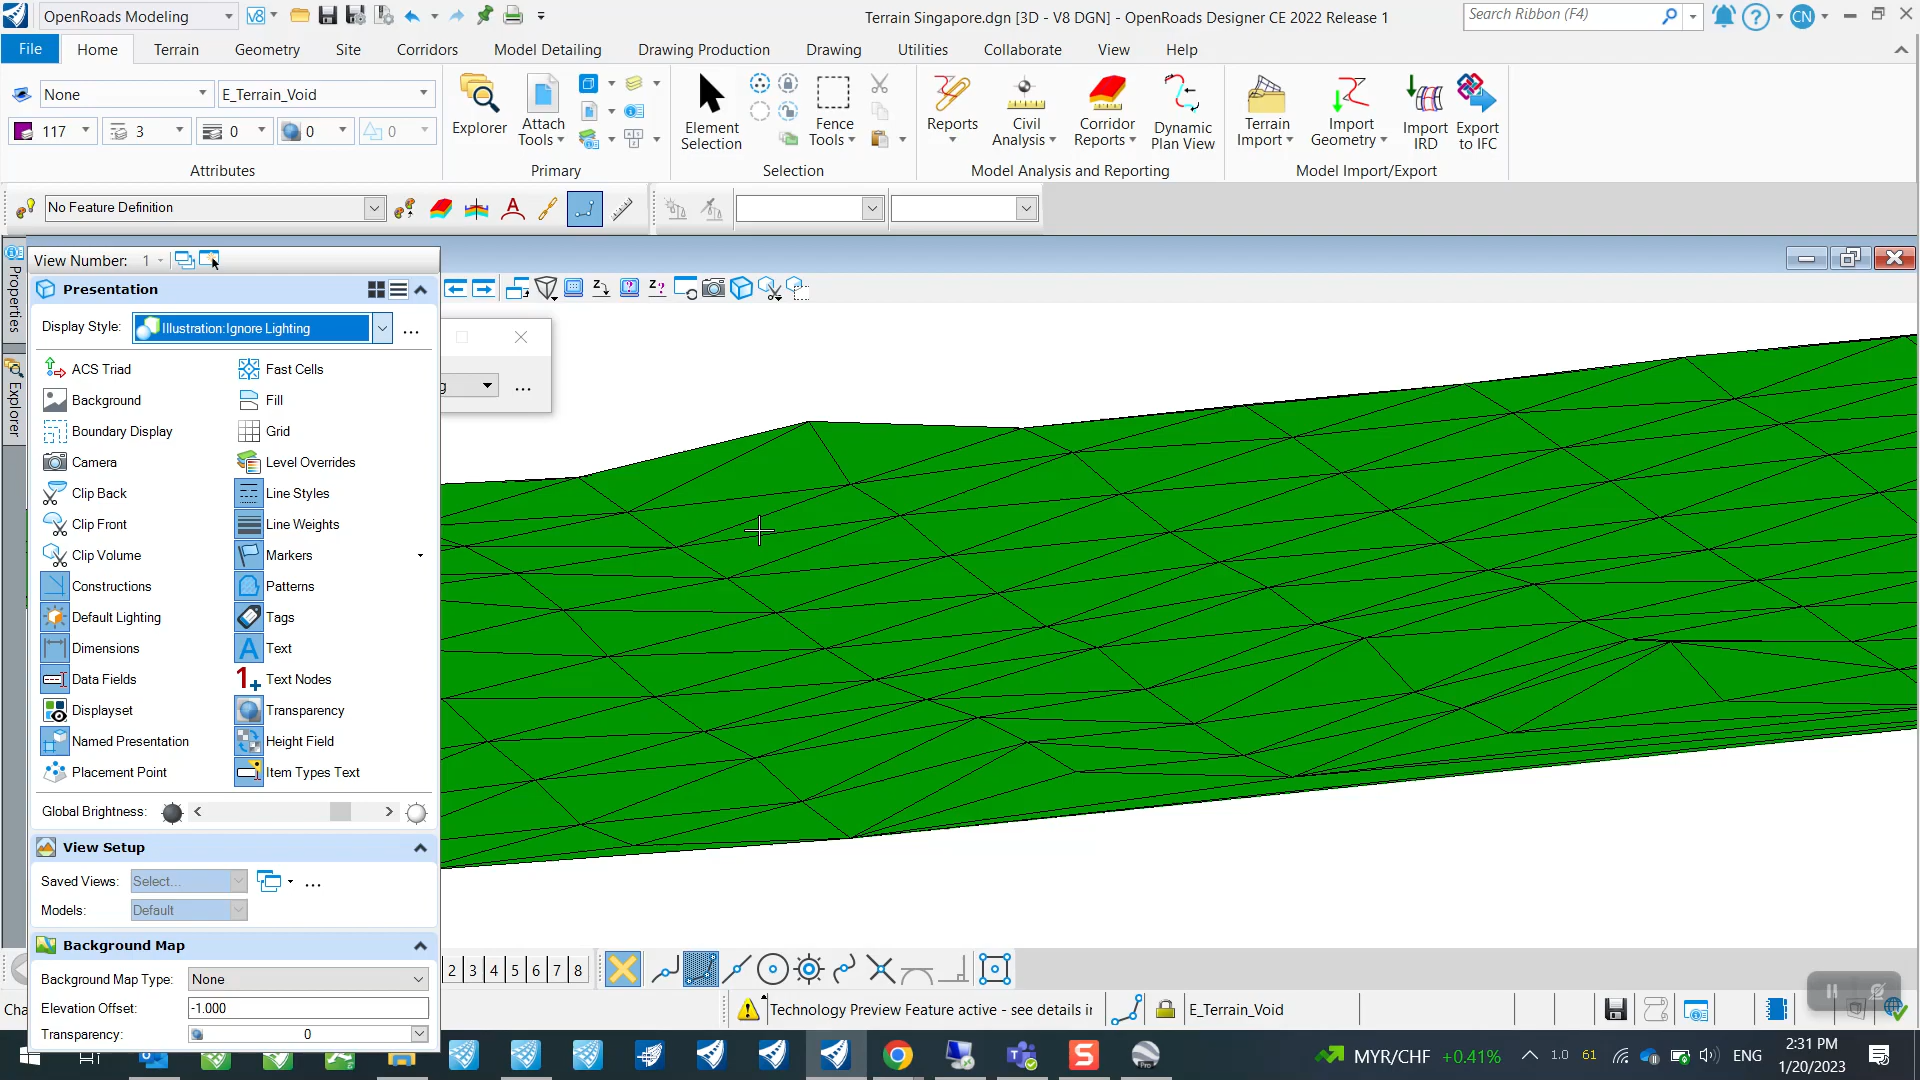 OpenRoads Modeling
Terrain Singapore.dgn [3D - V8 DGN] - OpenRoads Designer CE 2022 Release 1
Search Ribbon (F4)
CN
File Home Terrain Geometry Site Corridors Model Detailing Drawing Production Drawing Utilities Collaborate View Help
None E_Terrain_Void
117 3 0 0 0
Attributes
Explorer
Attach Tools
Primary
Element Selection
Fence Tools
Selection
Reports
Civil Analysis
Corridor Reports
Dynamic Plan View
Model Analysis and Reporting
Terrain Import
Import Geometry
Import IRD
Export to IFC
Model Import/Export
No Feature Definition
Properties
Explorer
View Number: 1
Presentation
Display Style: Illustration:Ignore Lighting
g
ACS Triad Fast Cells
Background Fill
Boundary Display Grid
Camera Level Overrides
Clip Back Line Styles
Clip Front Line Weights
Clip Volume Markers
Constructions Patterns
Default Lighting Tags
Dimensions Text
Data Fields Text Nodes
Displayset Transparency
Named Presentation Height Field
Placement Point Item Types Text
Global Brightness:
View Setup
Saved Views: Select...
Models: Default
Background Map
Background Map Type: None
Elevation Offset: -1.000
Transparency: 0
2 3 4 5 6 7 8
Cha
Technology Preview Feature active - see details ir
E_Terrain_Void
MYR/CHF +0.41%
1.0 61
ENG
2:31 PM
1/20/2023